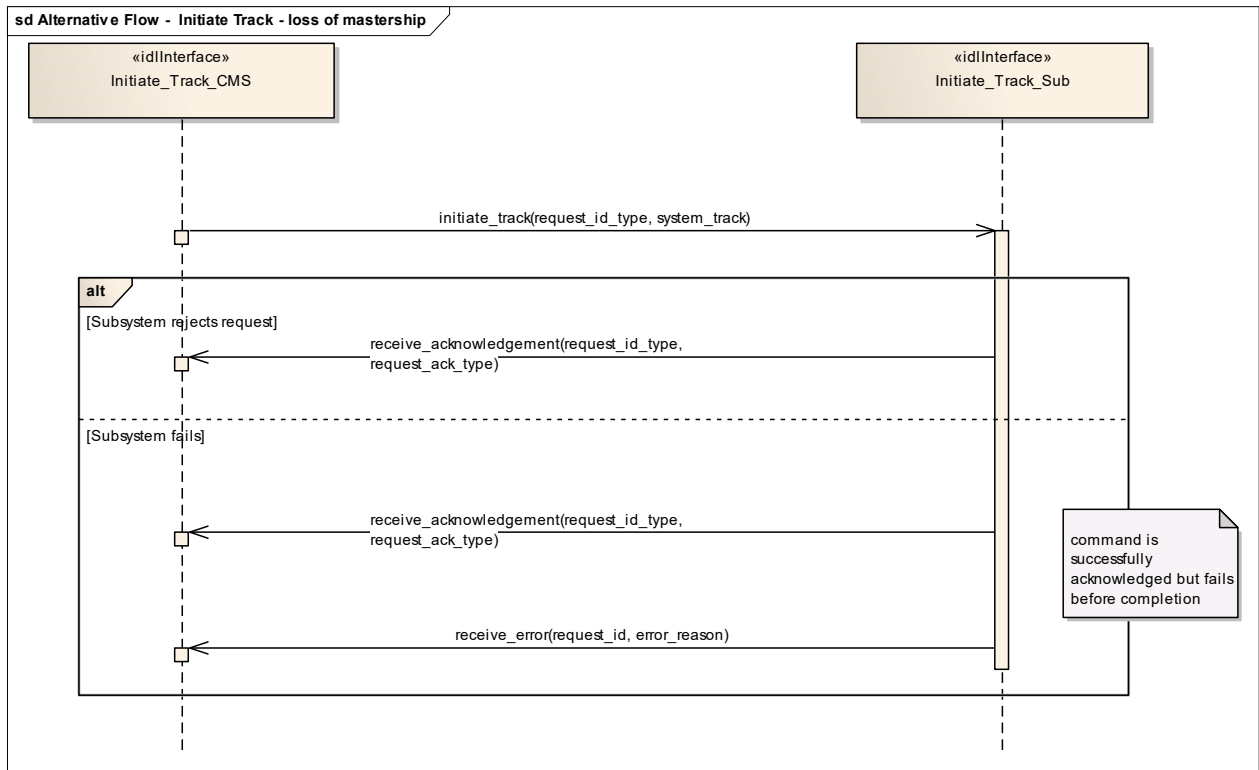 sd Alternative Flow - Initiate Track - loss of mastership
«idlInterface»
Initiate_Track_CMS
«idlInterface»
Initiate_Track_Sub
initiate_track(request_id_type, system_track)
alt
[Subsystem rejects request]
receive_acknowledgement(request_id_type,
request_ack_type)
[Subsystem fails]
receive_acknowledgement(request_id_type,
request_ack_type)
command is
successfully
acknowledged but fails
before completion
receive_error(request_id, error_reason)